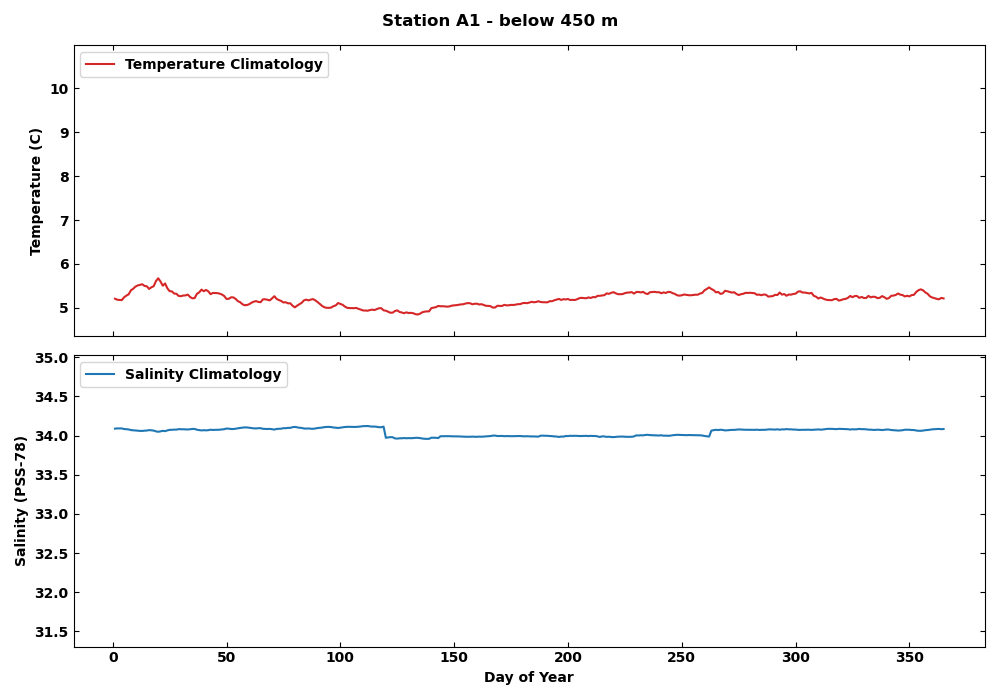 Station A1 - below 450 m
Temperature Climatology
10
9
8
7
6
5
Temperature (C)
Salinity Climatology
35.0
34.5
34.0
33.5
33.0
32.5
32.0
31.5
Salinity (PSS-78)
0 50 100 150 200 250 300 350
Day of Year